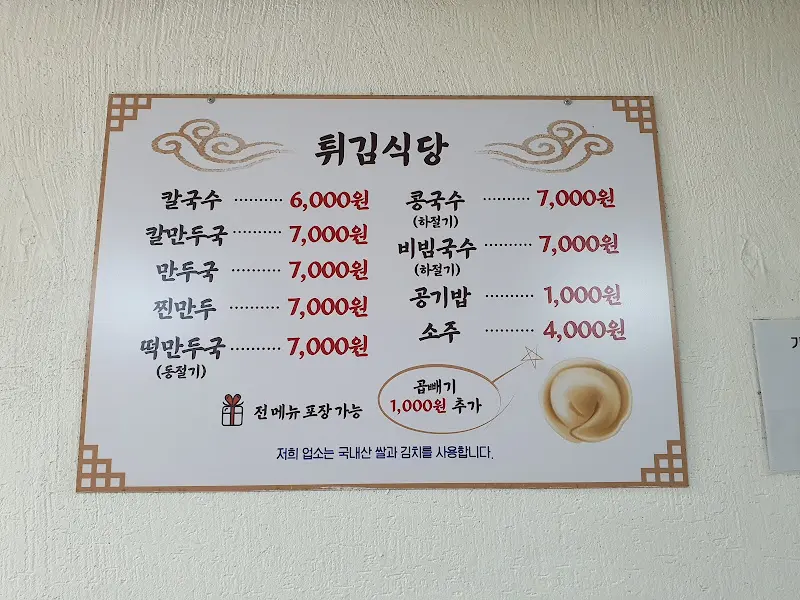 튀김식당
칼국수 ·········· 6,000원
칼만두국 ·········· 7,000원
만두국 ·········· 7,000원
찐만두 ·········· 7,000원
떡만두국 ·········· 7,000원
(동절기)
콩국수 ·········· 7,000원
(하절기)
비빔국수 ·········· 7,000원
(하절기)
공기밥 ·········· 1,000원
소주 ·········· 4,000원
곱빼기
1,000원 추가
전메뉴 포장 가능
저희 업소는 국내산 쌀과 김치를 사용합니다.